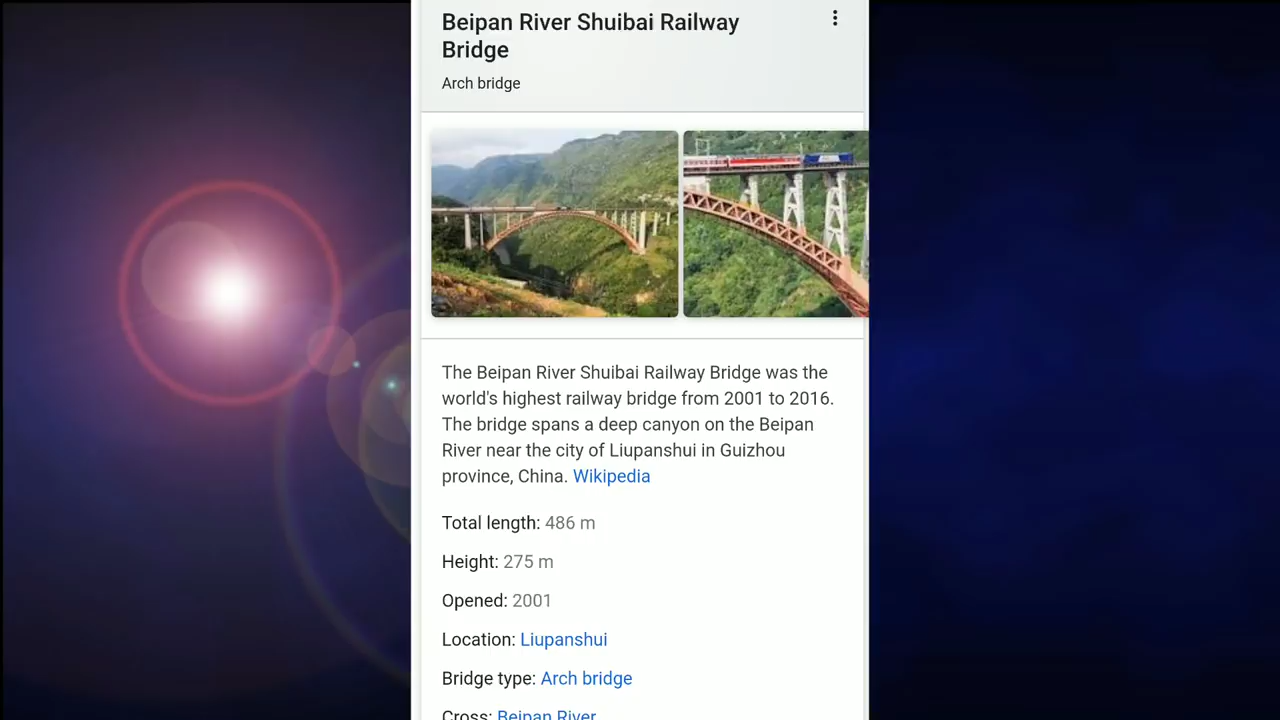 Beipan River Shuibai Railway
Bridge
Arch bridge
The Beipan River Shuibai Railway Bridge was the
world's highest railway bridge from 2001 to 2016.
The bridge spans a deep canyon on the Beipan
River near the city of Liupanshui in Guizhou
province, China. Wikipedia
Total length: 486 m
Height: 275 m
Opened: 2001
Location: Liupanshui
Bridge type: Arch bridge
Cross: Beipan River